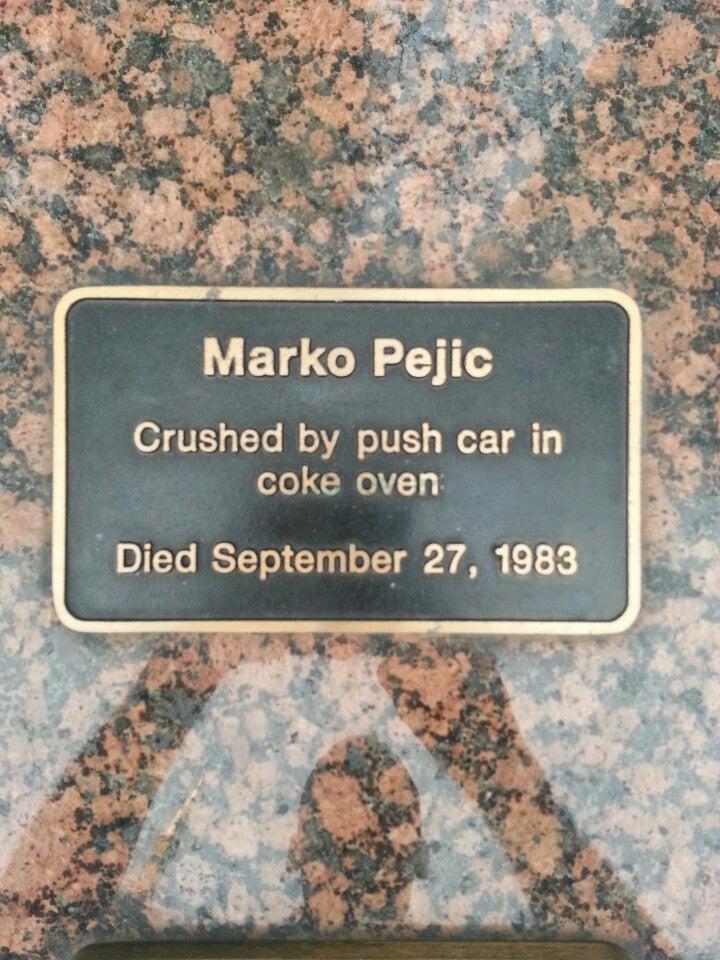 Marko Pejic
Crushed by push car in
coke oven
Died September 27, 1983